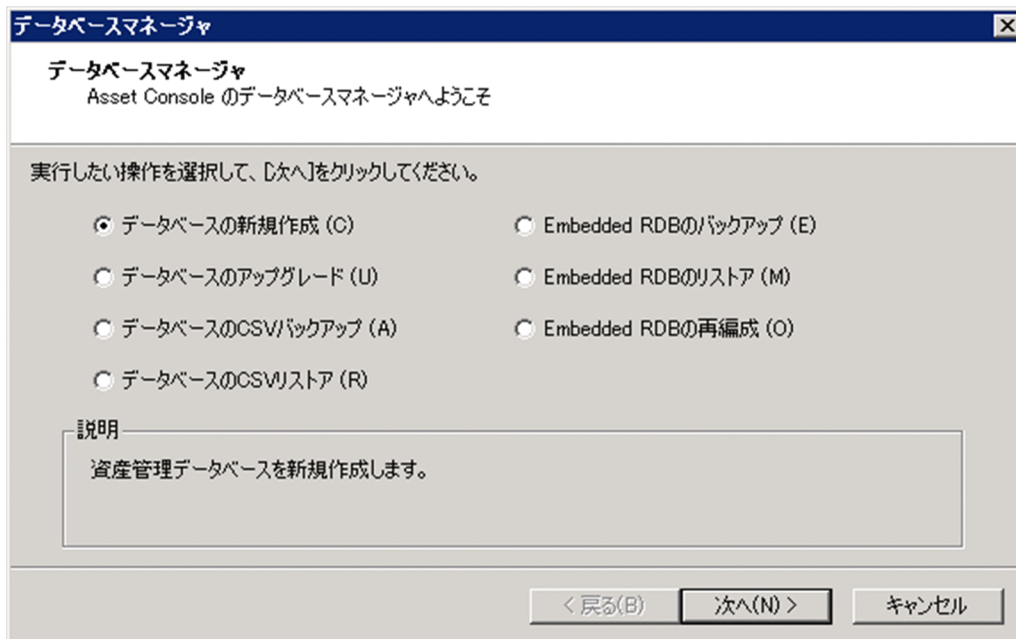 データベースマネージャ
データベースマネージャ
Asset Console のデータベースマネージャへようこそ
実行したい操作を選択して、[次へ]をクリックしてください。
データベースの新規作成 (C)
データベースのアップグレード (U)
データベースのCSVバックアップ (A)
データベースのCSVリストア (R)
Embedded RDBのバックアップ (E)
Embedded RDBのリストア (M)
Embedded RDBの再編成 (O)
説明
資産管理データベースを新規作成します。
< 戻る(B)
次へ(N) >
キャンセル